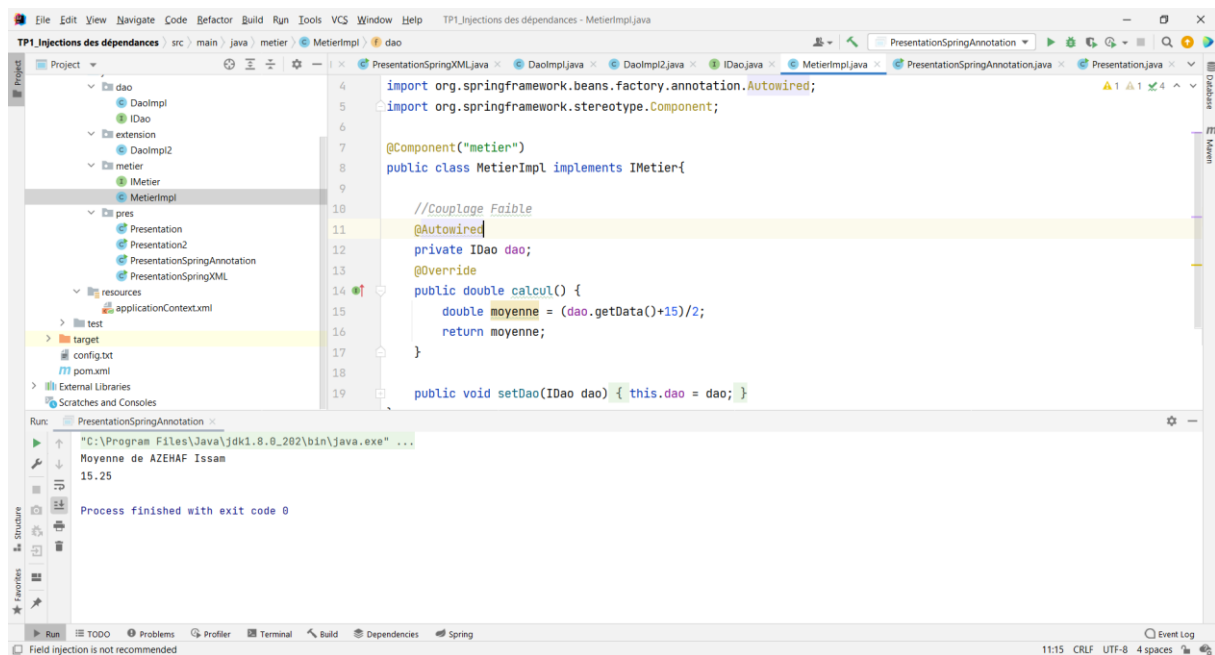 File Edit View Navigate Code Refactor Build Run Tools VCS Window Help TP1_Injections des dépendances - MetierImpl.java
TP1_Injections des dépendances src main java metier MetierImpl dao PresentationSpringAnnotation
Project PresentationSpringXML.java DaoImpl.java DaoImpl2.java IDao.java MetierImpl.java PresentationSpringAnnotation.java Presentation.java
dao
DaoImpl
IDao
extension
DaoImpl2
metier
IMetier
MetierImpl
pres
Presentation
Presentation2
PresentationSpringAnnotation
PresentationSpringXML
resources
applicationContext.xml
test
target
config.txt
pom.xml
External Libraries
Scratches and Consoles
4 import org.springframework.beans.factory.annotation.Autowired; 1 1 4
5 import org.springframework.stereotype.Component;
6
7 @Component("metier")
8 public class MetierImpl implements IMetier{
9
10 //Couplage Faible
11 @Autowired
12 private IDao dao;
13 @Override
14 public double calcul() {
15 double moyenne = (dao.getData()+15)/2;
16 return moyenne;
17 }
18
19 public void setDao(IDao dao) { this.dao = dao; }
Project
Structure
Favorites
Database
Maven
Run: PresentationSpringAnnotation
"C:\Program Files\Java\jdk1.8.0_202\bin\java.exe" ...
Moyenne de AZEHAF Issam
15.25
Process finished with exit code 0
Run TODO Problems Profiler Terminal Build Dependencies Spring Event Log
Field injection is not recommended 11:15 CRLF UTF-8 4 spaces